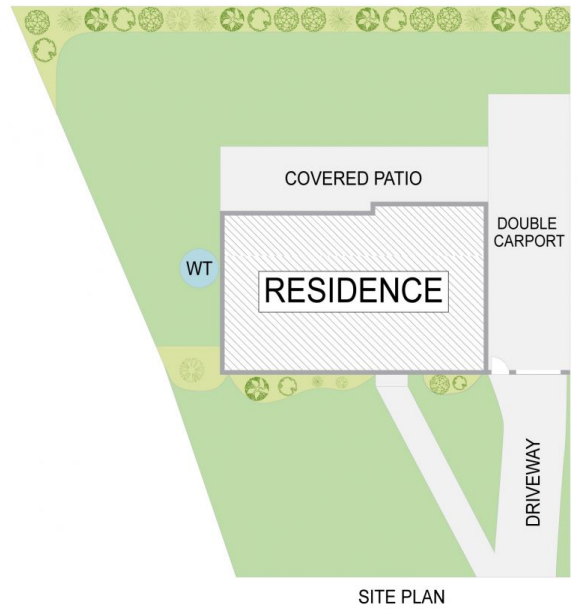 COVERED PATIO
DOUBLE
CARPORT
WT
RESIDENCE
DRIVEWAY
SITE PLAN